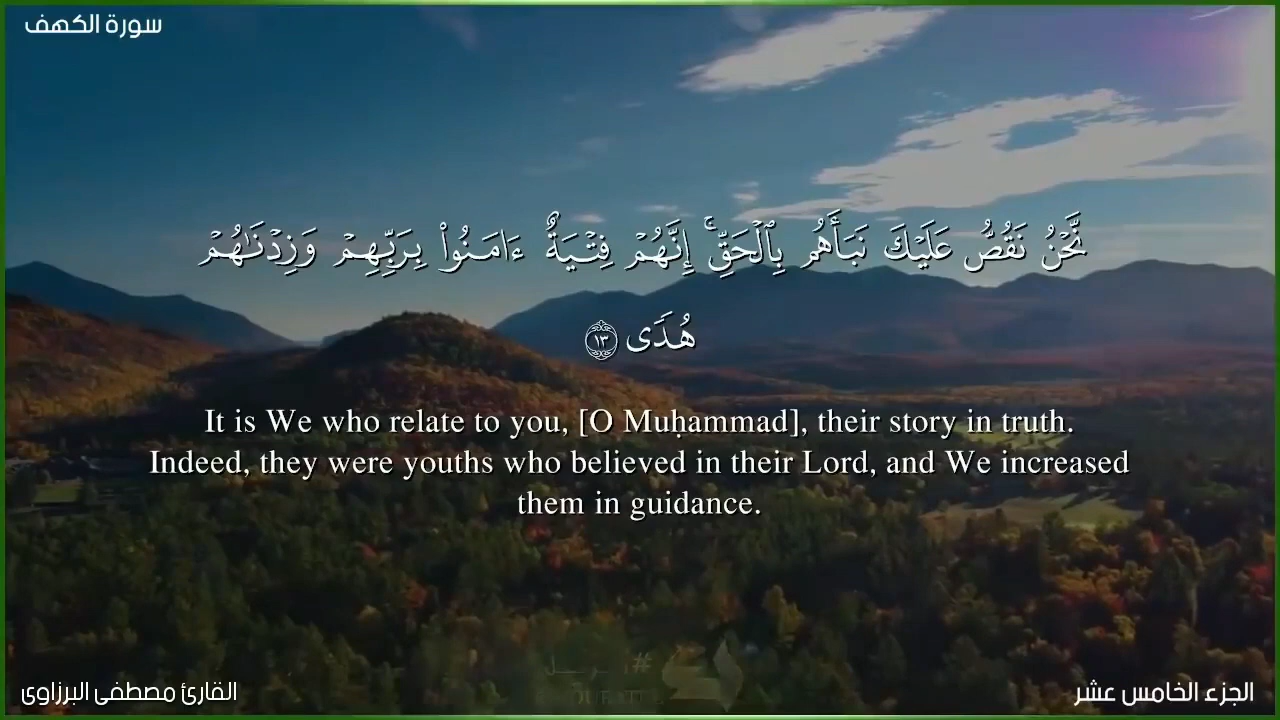 سورة الكهف
نَّحۡنُ نَقُصُّ عَلَيۡكَ نَبَأَهُم بِٱلۡحَقِّۚ إِنَّهُمۡ فِتۡيَةٌ ءَامَنُواْ بِرَبِّهِمۡ وَزِدۡنَٰهُمۡ
هُدٗى ١٣
It is We who relate to you, [O Muḥammad], their story in truth.
Indeed, they were youths who believed in their Lord, and We increased
them in guidance.
الجزء الخامس عشر
القارئ مصطفى البرزاوى